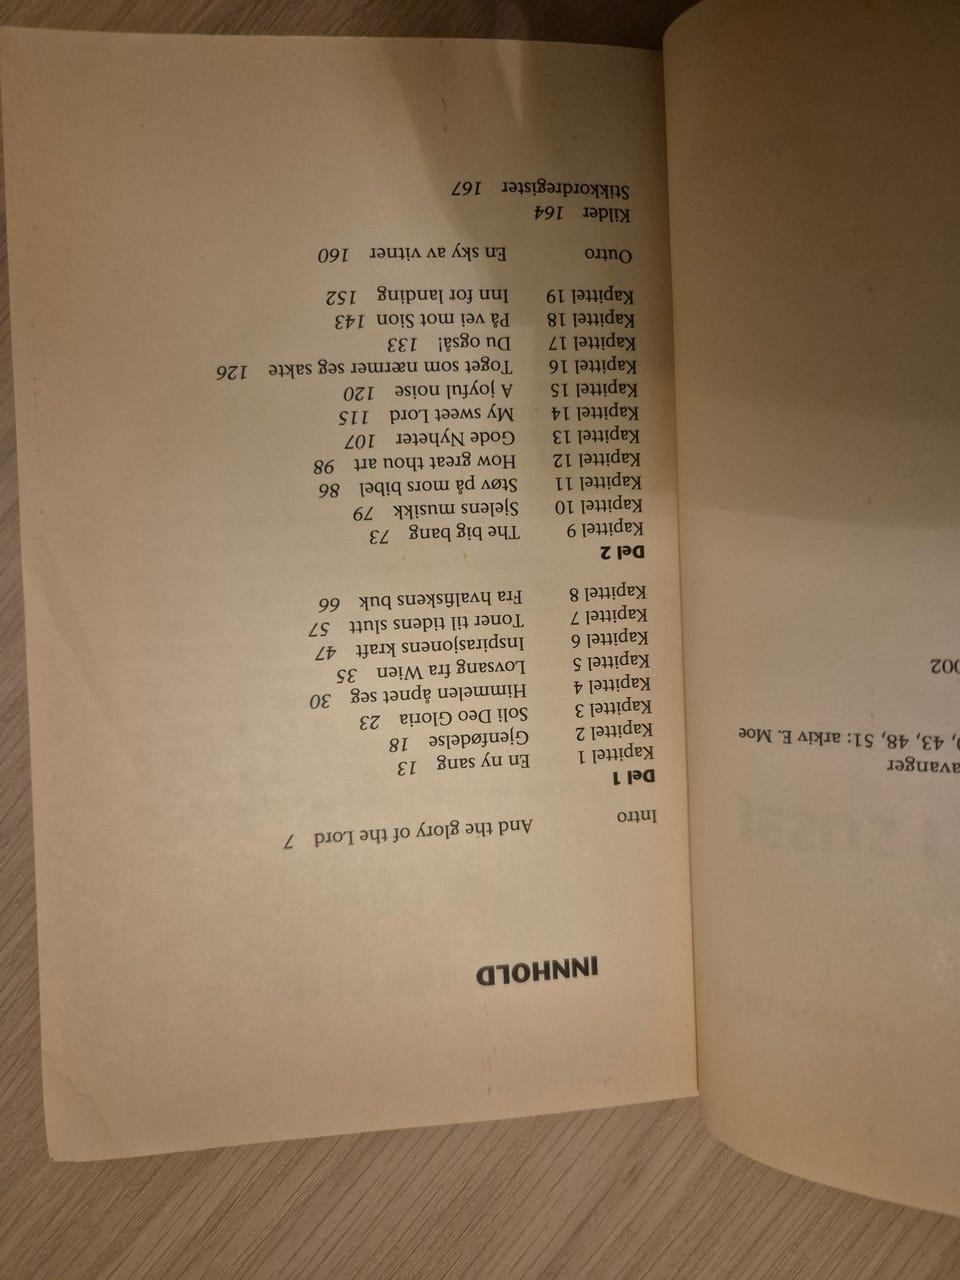 avanger
, 43, 48, 51: arkiv E. Moe
002
INNHOLD
Intro And the glory of the Lord 7
Del 1
Kapittel 1 En ny sang 13
Kapittel 2 Gjenfødelse 18
Kapittel 3 Soli Deo Gloria 23
Kapittel 4 Himmelen åpnet seg 30
Kapittel 5 Lovsang fra Wien 35
Kapittel 6 Inspirasjonens kraft 47
Kapittel 7 Toner til tidens slutt 57
Kapittel 8 Fra hvalfiskens buk 66
Del 2
Kapittel 9 The big bang 73
Kapittel 10 Sjelens musikk 79
Kapittel 11 Støv på mors bibel 86
Kapittel 12 How great thou art 98
Kapittel 13 Gode Nyheter 107
Kapittel 14 My sweet Lord 115
Kapittel 15 A joyful noise 120
Kapittel 16 Toget som nærmer seg sakte 126
Kapittel 17 Du også! 133
Kapittel 18 På vei mot Sion 143
Kapittel 19 Inn for landing 152
Outro En sky av vitner 160
Kilder 164
Stikkordregister 167